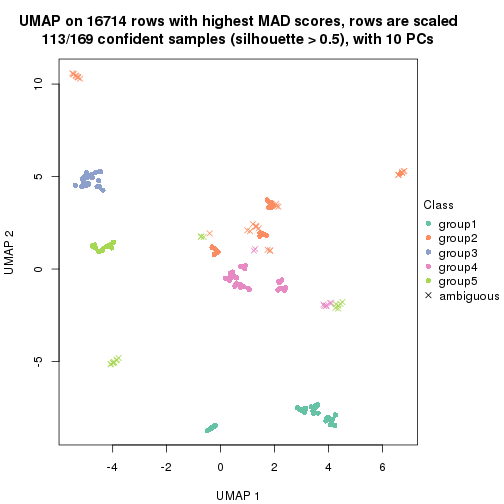 UMAP on 16714 rows with highest MAD scores, rows are scaled
113/169 confident samples (silhouette > 0.5), with 10 PCs
10
5
0
-5
UMAP 2
-4
-2
0
2
4
6
UMAP 1
Class
group1
group2
group3
group4
group5
ambiguous